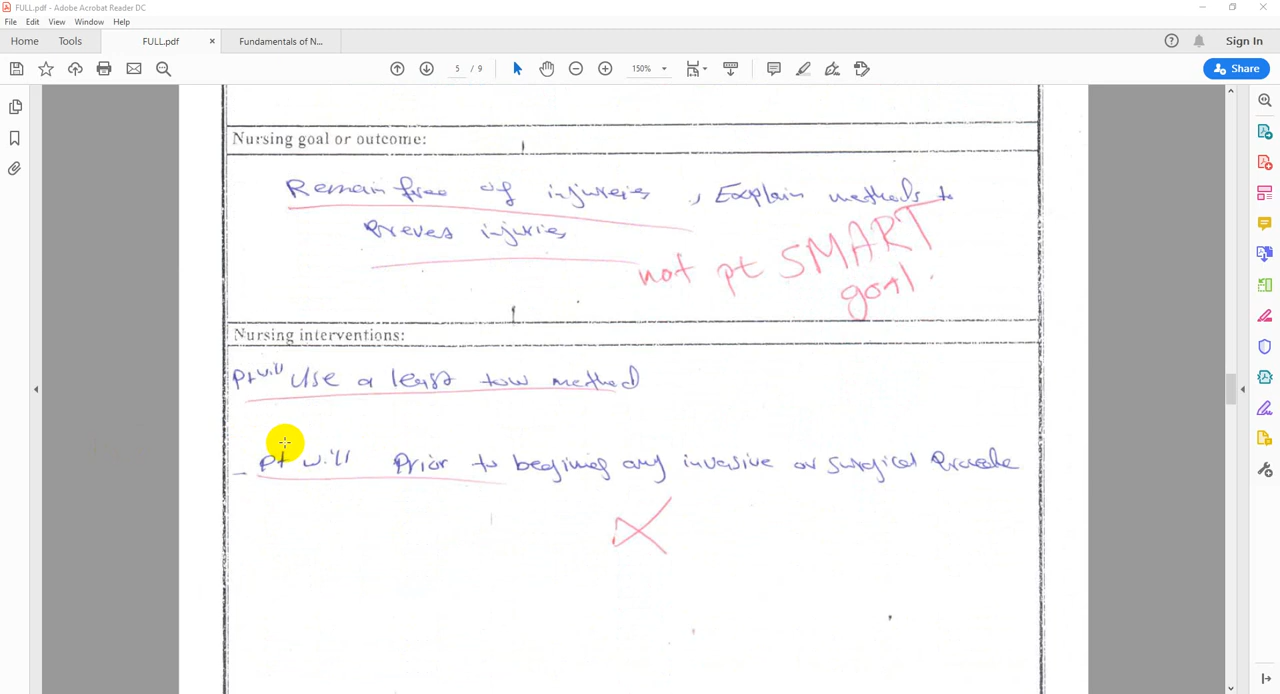 FULL.pdf - Adobe Acrobat Reader DC
File Edit View Window Help
Home Tools FULL.pdf × Fundamentals of N... Sign In
5 / 9 150% Share
Nursing goal or outcome:
Remain free of injuries , Explain methods to
Preves injuries
not pt SMART
goal.
Nursing interventions:
Pt will Use a least tow method
- Pt will Prior to begining any invasive or surgical